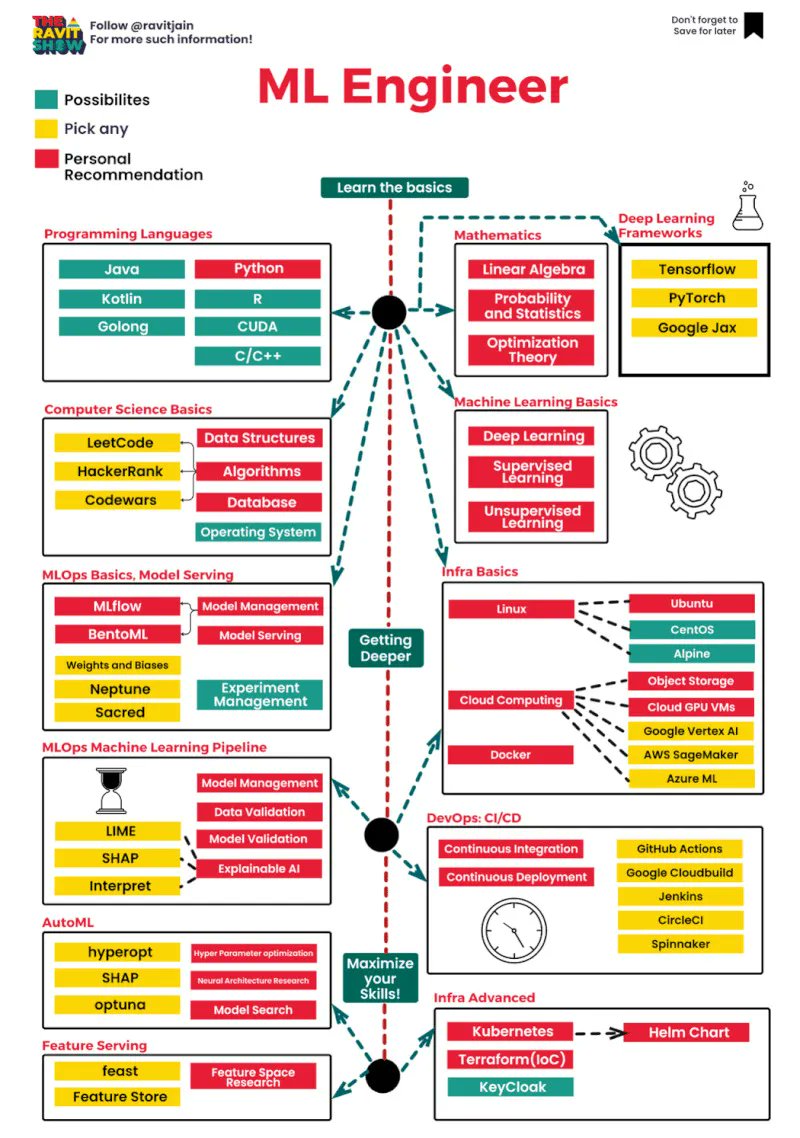 THE
RAVIT
SHOW
Follow @ravitjain
For more such information!
Don't forget to
Save for later
ML Engineer
Possibilites
Pick any
Personal
Recommendation
Learn the basics
Programming Languages
Java
Python
Kotlin
R
Golong
CUDA
C/C++
Mathematics
Linear Algebra
Probability
and Statistics
Optimization
Theory
Deep Learning
Frameworks
Tensorflow
PyTorch
Google Jax
Computer Science Basics
LeetCode
Data Structures
HackerRank
Algorithms
Codewars
Database
Operating System
Machine Learning Basics
Deep Learning
Supervised
Learning
Unsupervised
Learning
MLOps Basics, Model Serving
MLflow
Model Management
BentoML
Model Serving
Weights and Biases
Neptune
Experiment
Management
Sacred
Getting
Deeper
Infra Basics
Linux
Ubuntu
CentOS
Alpine
Cloud Computing
Object Storage
Cloud GPU VMs
Google Vertex AI
Docker
AWS SageMaker
Azure ML
MLOps Machine Learning Pipeline
Model Management
Data Validation
LIME
Model Validation
SHAP
Explainable AI
Interpret
DevOps: CI/CD
Continuous Integration
Continuous Deployment
GitHub Actions
Google Cloudbuild
Jenkins
CircleCI
Spinnaker
AutoML
hyperopt
Hyper Parameter optimization
SHAP
Neural Architecture Research
optuna
Model Search
Maximize
your
Skills!
Infra Advanced
Kubernetes
Helm Chart
Terraform(IoC)
KeyCloak
Feature Serving
feast
Feature Space
Research
Feature Store